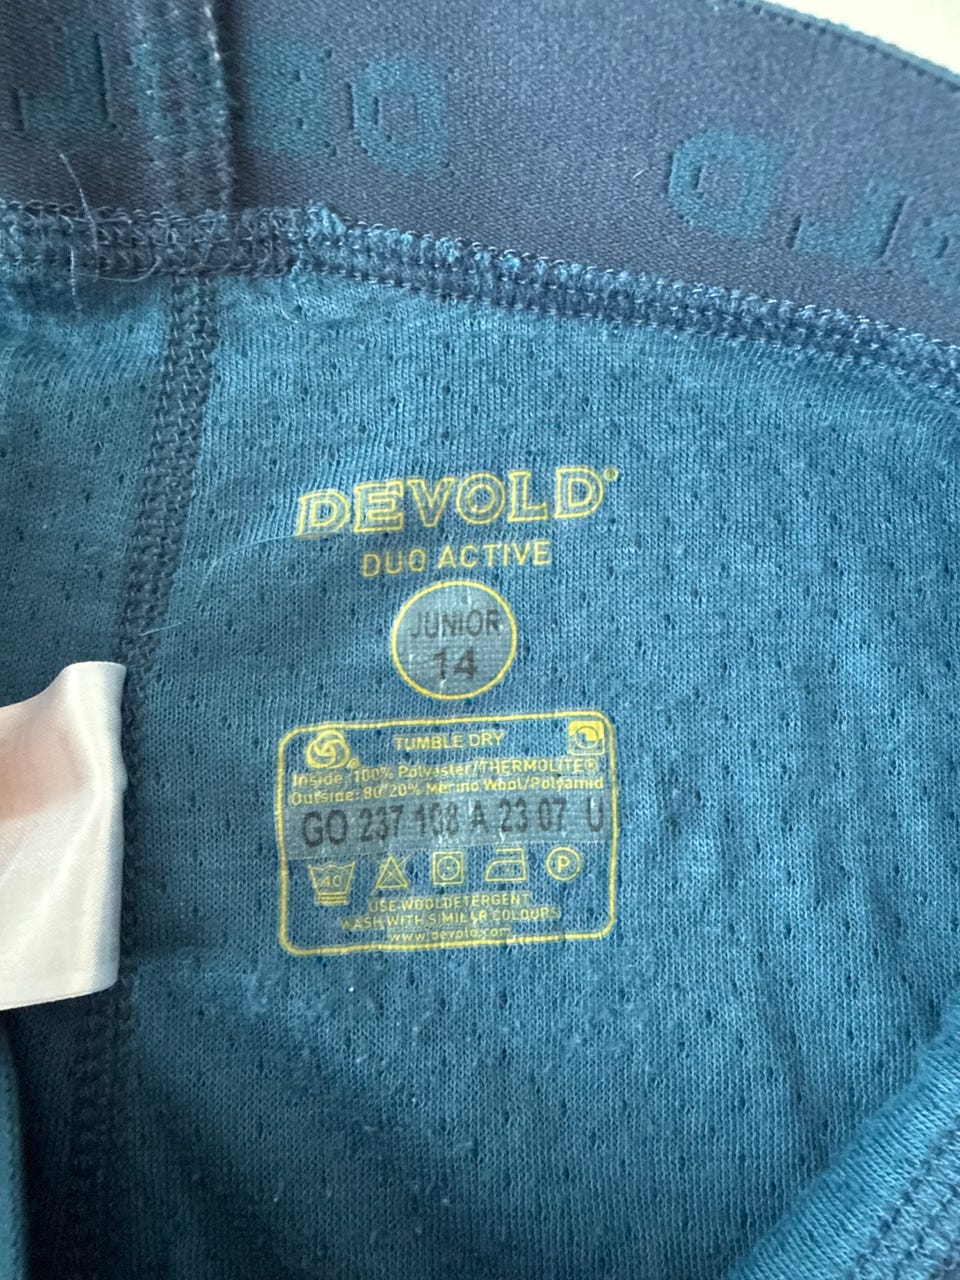 DEVOLD®
DUO ACTIVE
JUNIOR
14
TUMBLE DRY
Inside: 100% Polyester/THERMOLITE®
Outside: 80/20% Merino Wool/Polyamid
GO 237 108 A 23 07 U
40
P
USE WOOLDETERGENT
WASH WITH SIMILAR COLOURS
www.devold.com